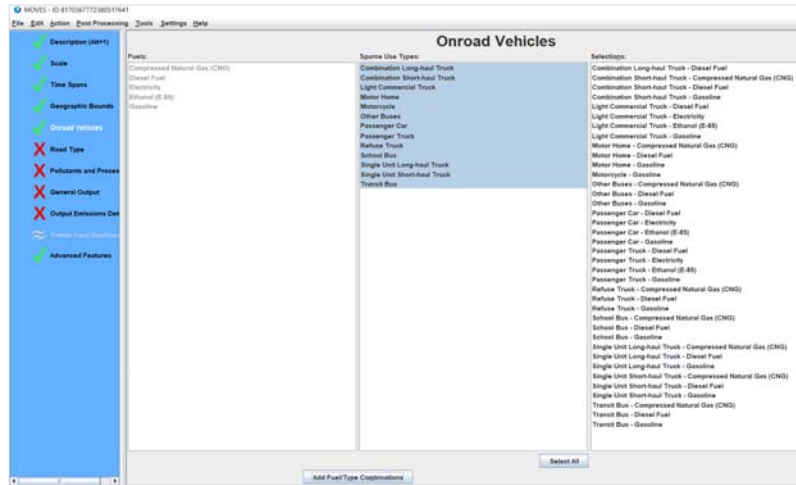 MOVES - ID 8170367772380517641
File Edit Action Post Processing Tools Settings Help
Description (Alt+1)
Scale
Time Spans
Geographic Bounds
Onroad Vehicles
Road Type
Pollutants and Proces
General Output
Output Emissions Det
Advanced Features
Onroad Vehicles
Fuels:
Compressed Natural Gas (CNG)
Diesel Fuel
Electricity
Ethanol (E-85)
Gasoline
Source Use Types:
Combination Long-haul Truck
Combination Short-haul Truck
Light Commercial Truck
Motor Home
Motorcycle
Other Buses
Passenger Car
Passenger Truck
Refuse Truck
School Bus
Single Unit Long-haul Truck
Single Unit Short-haul Truck
Transit Bus
Selections:
Combination Long-haul Truck - Diesel Fuel
Combination Short-haul Truck - Compressed Natural Gas (CNG)
Combination Short-haul Truck - Diesel Fuel
Combination Short-haul Truck - Gasoline
Light Commercial Truck - Diesel Fuel
Light Commercial Truck - Electricity
Light Commercial Truck - Ethanol (E-85)
Light Commercial Truck - Gasoline
Motor Home - Compressed Natural Gas (CNG)
Motor Home - Diesel Fuel
Motor Home - Gasoline
Motorcycle - Gasoline
Other Buses - Compressed Natural Gas (CNG)
Other Buses - Diesel Fuel
Other Buses - Gasoline
Passenger Car - Diesel Fuel
Passenger Car - Electricity
Passenger Car - Ethanol (E-85)
Passenger Car - Gasoline
Passenger Truck - Diesel Fuel
Passenger Truck - Electricity
Passenger Truck - Ethanol (E-85)
Passenger Truck - Gasoline
Refuse Truck - Compressed Natural Gas (CNG)
Refuse Truck - Diesel Fuel
Refuse Truck - Gasoline
School Bus - Compressed Natural Gas (CNG)
School Bus - Diesel Fuel
School Bus - Gasoline
Single Unit Long-haul Truck - Compressed Natural Gas (CNG)
Single Unit Long-haul Truck - Diesel Fuel
Single Unit Long-haul Truck - Gasoline
Single Unit Short-haul Truck - Compressed Natural Gas (CNG)
Single Unit Short-haul Truck - Diesel Fuel
Single Unit Short-haul Truck - Gasoline
Transit Bus - Compressed Natural Gas (CNG)
Transit Bus - Diesel Fuel
Transit Bus - Gasoline
Select All
Add Fuel/Type Combinations